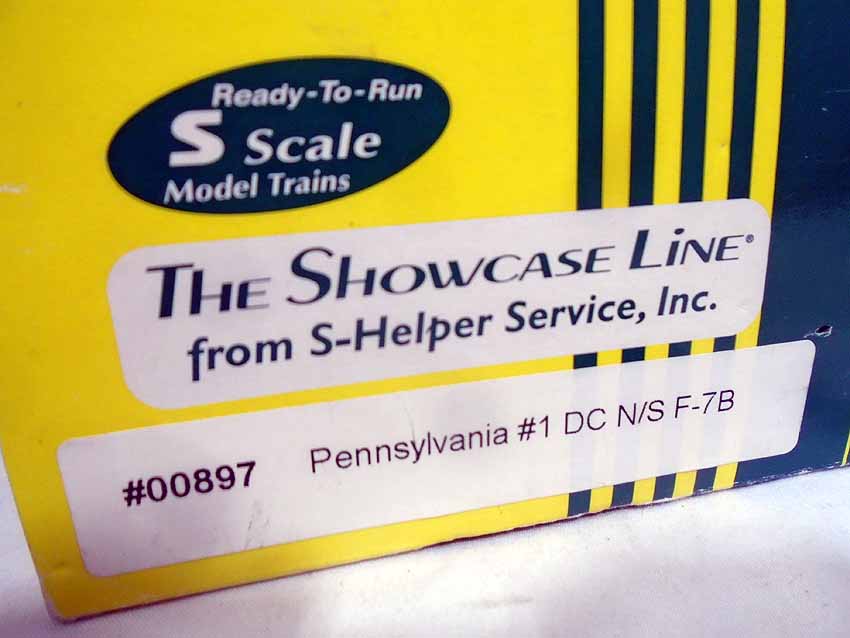 Ready-To-Run
S Scale
Model Trains
THE SHOWCASE LINE®
from S-Helper Service, Inc.
#00897 Pennsylvania #1 DC N/S F-7B